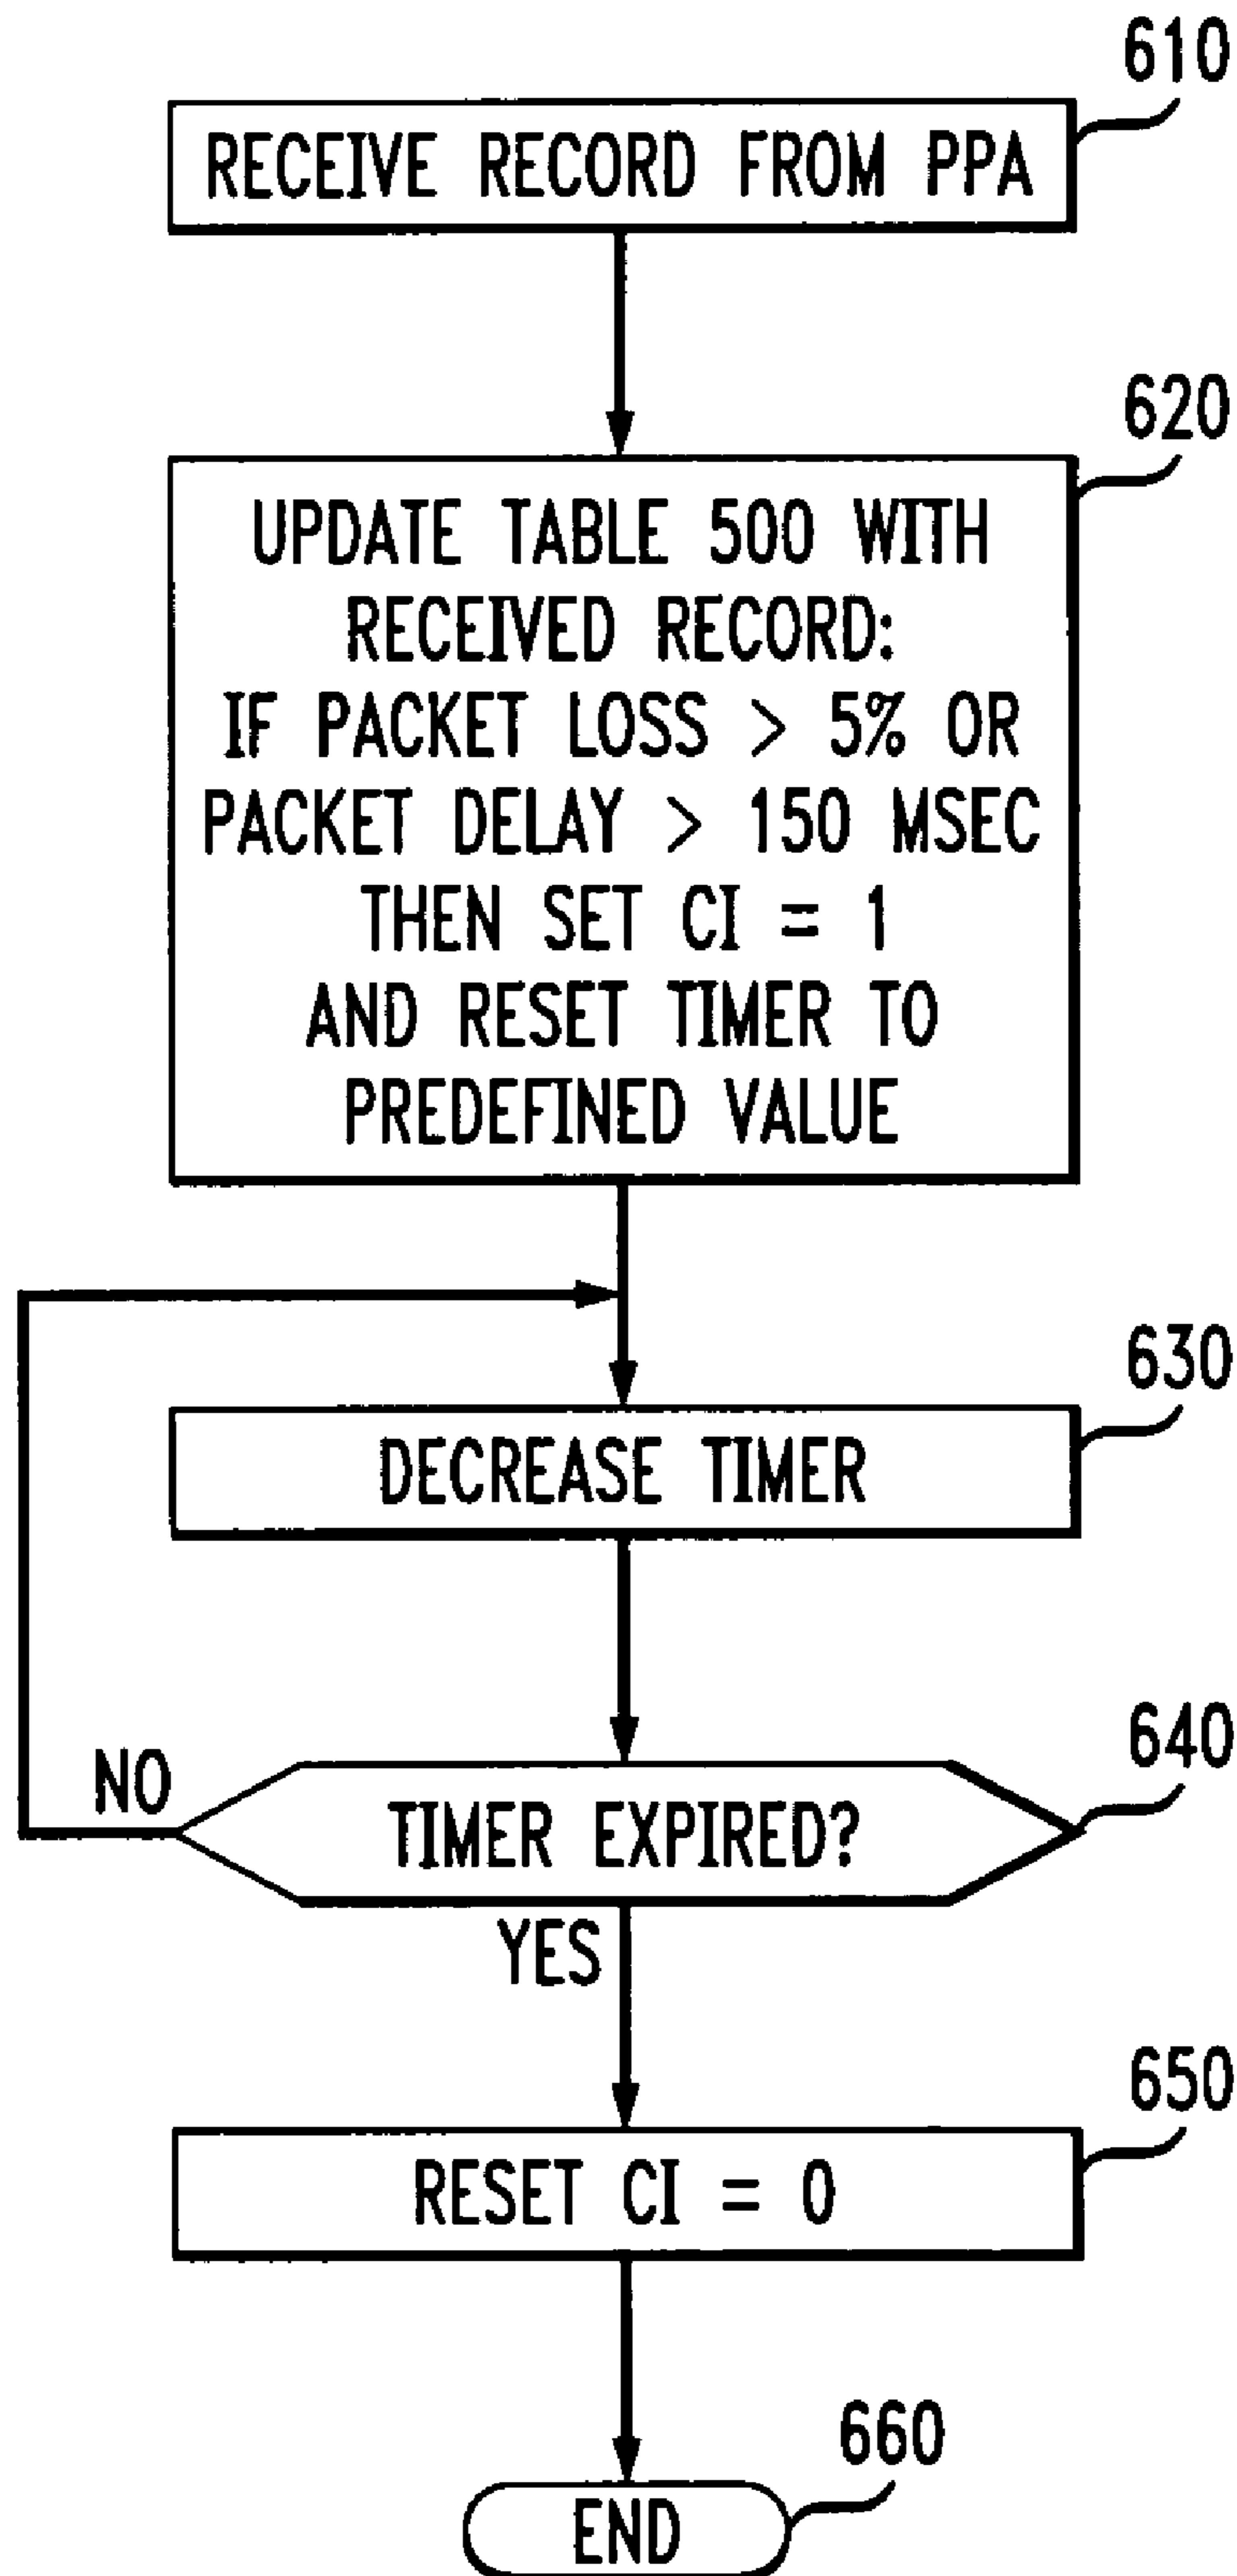 610
RECEIVE RECORD FROM PPA
620
UPDATE TABLE 500 WITH
RECEIVED RECORD:
IF PACKET LOSS > 5% OR
PACKET DELAY > 150 MSEC
THEN SET CI = 1
AND RESET TIMER TO
PREDEFINED VALUE
630
DECREASE TIMER
640
NO
TIMER EXPIRED?
YES
650
RESET CI = 0
660
END